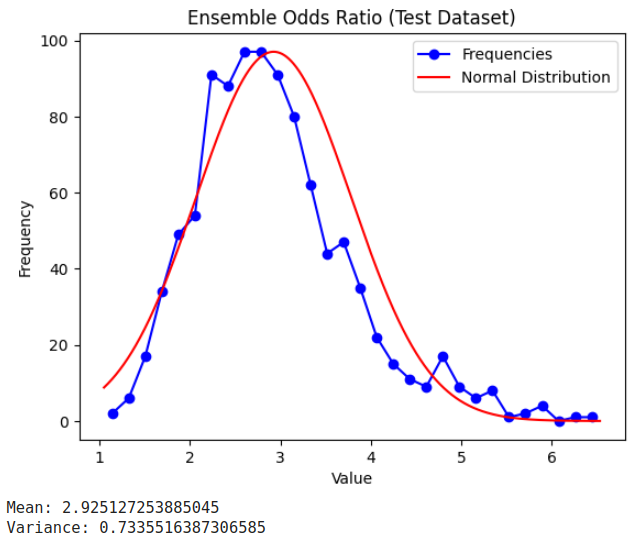 Ensemble Odds Ratio (Test Dataset)
Frequencies
Normal Distribution
100
80
60
40
20
0
Frequency
1 2 3 4 5 6
Value
Mean: 2.925127253885045
Variance: 0.7335516387306585